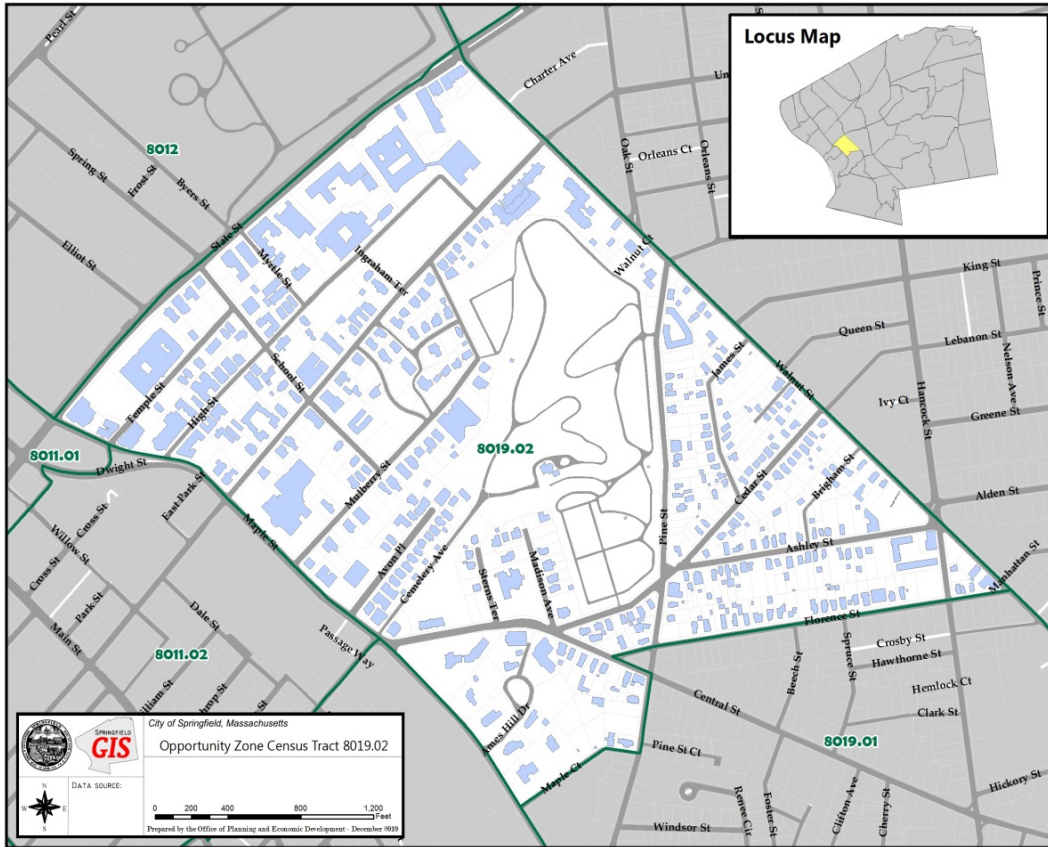 Pearl St
Charter Ave
Locus Map
8012
Spring St
Frost St
Byers St
State St
Elliot St
Oak St
Orleans Ct
Orleans St
Myrtle St
Ingraham Ter
Walnut Ct
King St
Prince St
Queen St
Lebanon St
Nelson Ave
James St
Walnut St
Hancock St
Ivy Ct
Greene St
Temple St
High St
School St
8011.01
Dwight St
8019.02
Mulberry St
Cedar St
Brigham St
Alden St
East Park St
Cross St
Maple St
Pine St
Ashley St
Willow St
Cross St
Avon Pl
Cemetery Ave
Sterns Ter
Madison Ave
Manhattan St
Park St
Dale St
Passage Way
Florence St
Main St
8011.02
Beech St
Spruce St
Crosby St
Hawthorne St
Hemlock Ct
Clark St
Central St
8019.01
Ames Hill Dr
Pine St Ct
Maple Ct
Renee Cir
Foster St
Clifton Ave
Cherry St
Hickory St
Windsor St
SPRINGFIELD
GIS
City of Springfield, Massachusetts
Opportunity Zone Census Tract 8019.02
DATA SOURCE:
N
W E
S
0 200 400 800 1,200
Feet
Prepared by the Office of Planning and Economic Development - December 2019